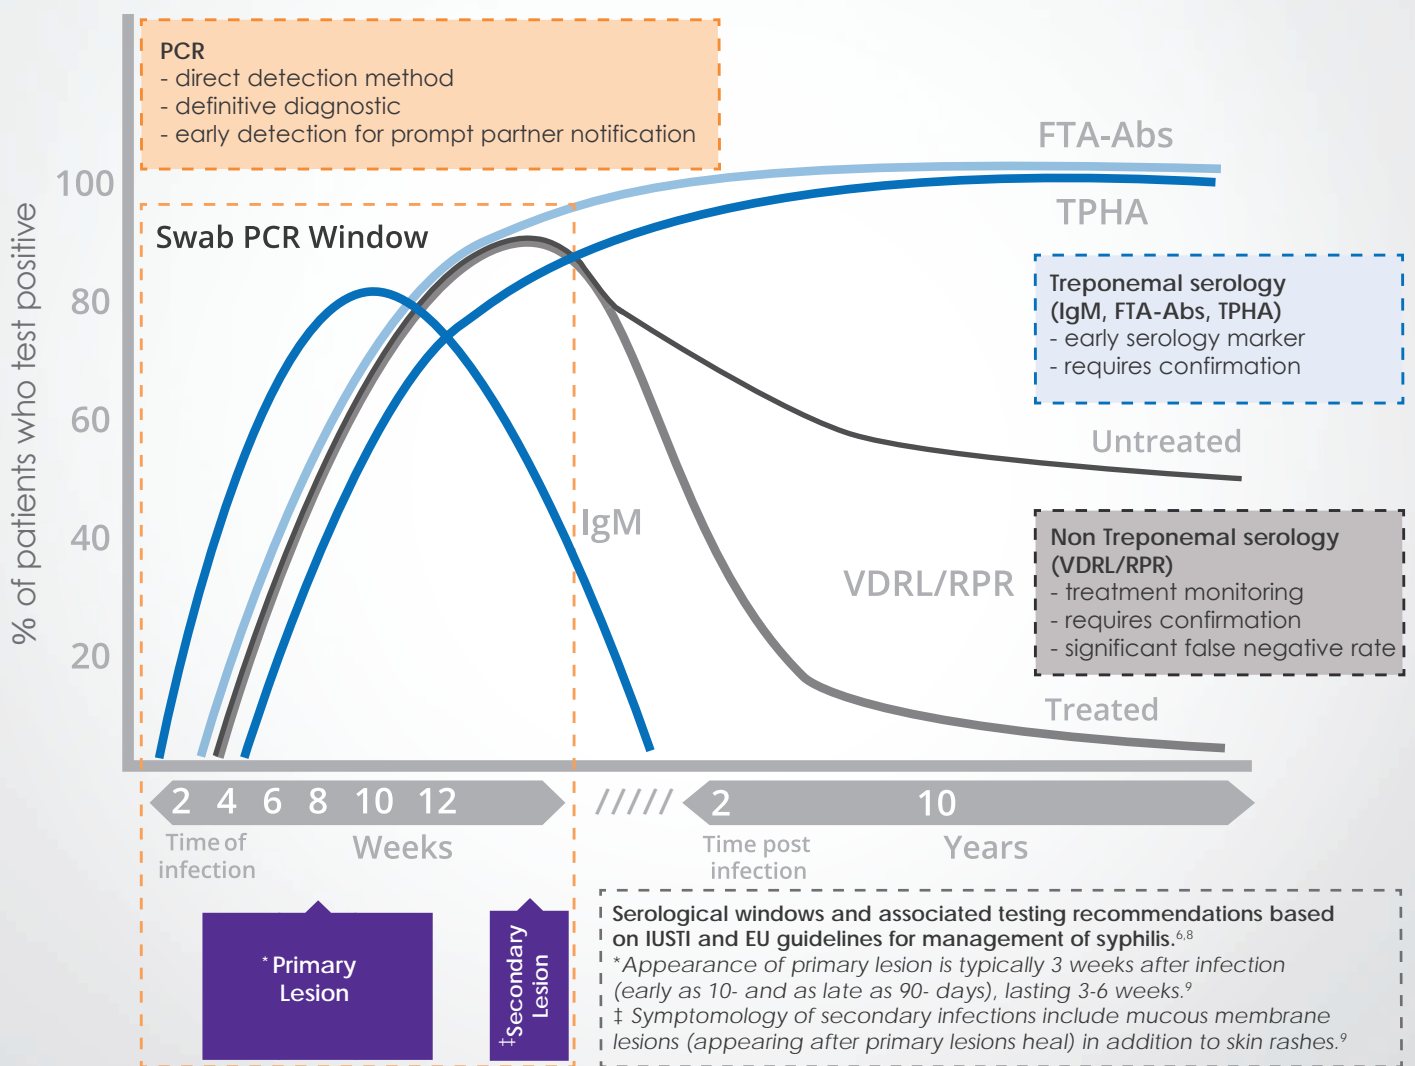 PCR
- direct detection method
- definitive diagnostic
- early detection for prompt partner notification
FTA-Abs
TPHA
100
80
60
40
20
% of patients who test positive
Swab PCR Window
Treponemal serology
(IgM, FTA-Abs, TPHA)
- early serology marker
- requires confirmation
Untreated
IgM
VDRL/RPR
Non Treponemal serology
(VDRL/RPR)
- treatment monitoring
- requires confirmation
- significant false negative rate
Treated
2 4 6 8 10 12
2 10
Time of
infection
Weeks
Time post
infection
Years
*Primary
Lesion
‡Secondary
Lesion
Serological windows and associated testing recommendations based
on IUSTI and EU guidelines for management of syphilis.6,8
*Appearance of primary lesion is typically 3 weeks after infection
(early as 10- and as late as 90- days), lasting 3-6 weeks.9
‡ Symptomology of secondary infections include mucous membrane
lesions (appearing after primary lesions heal) in addition to skin rashes.9